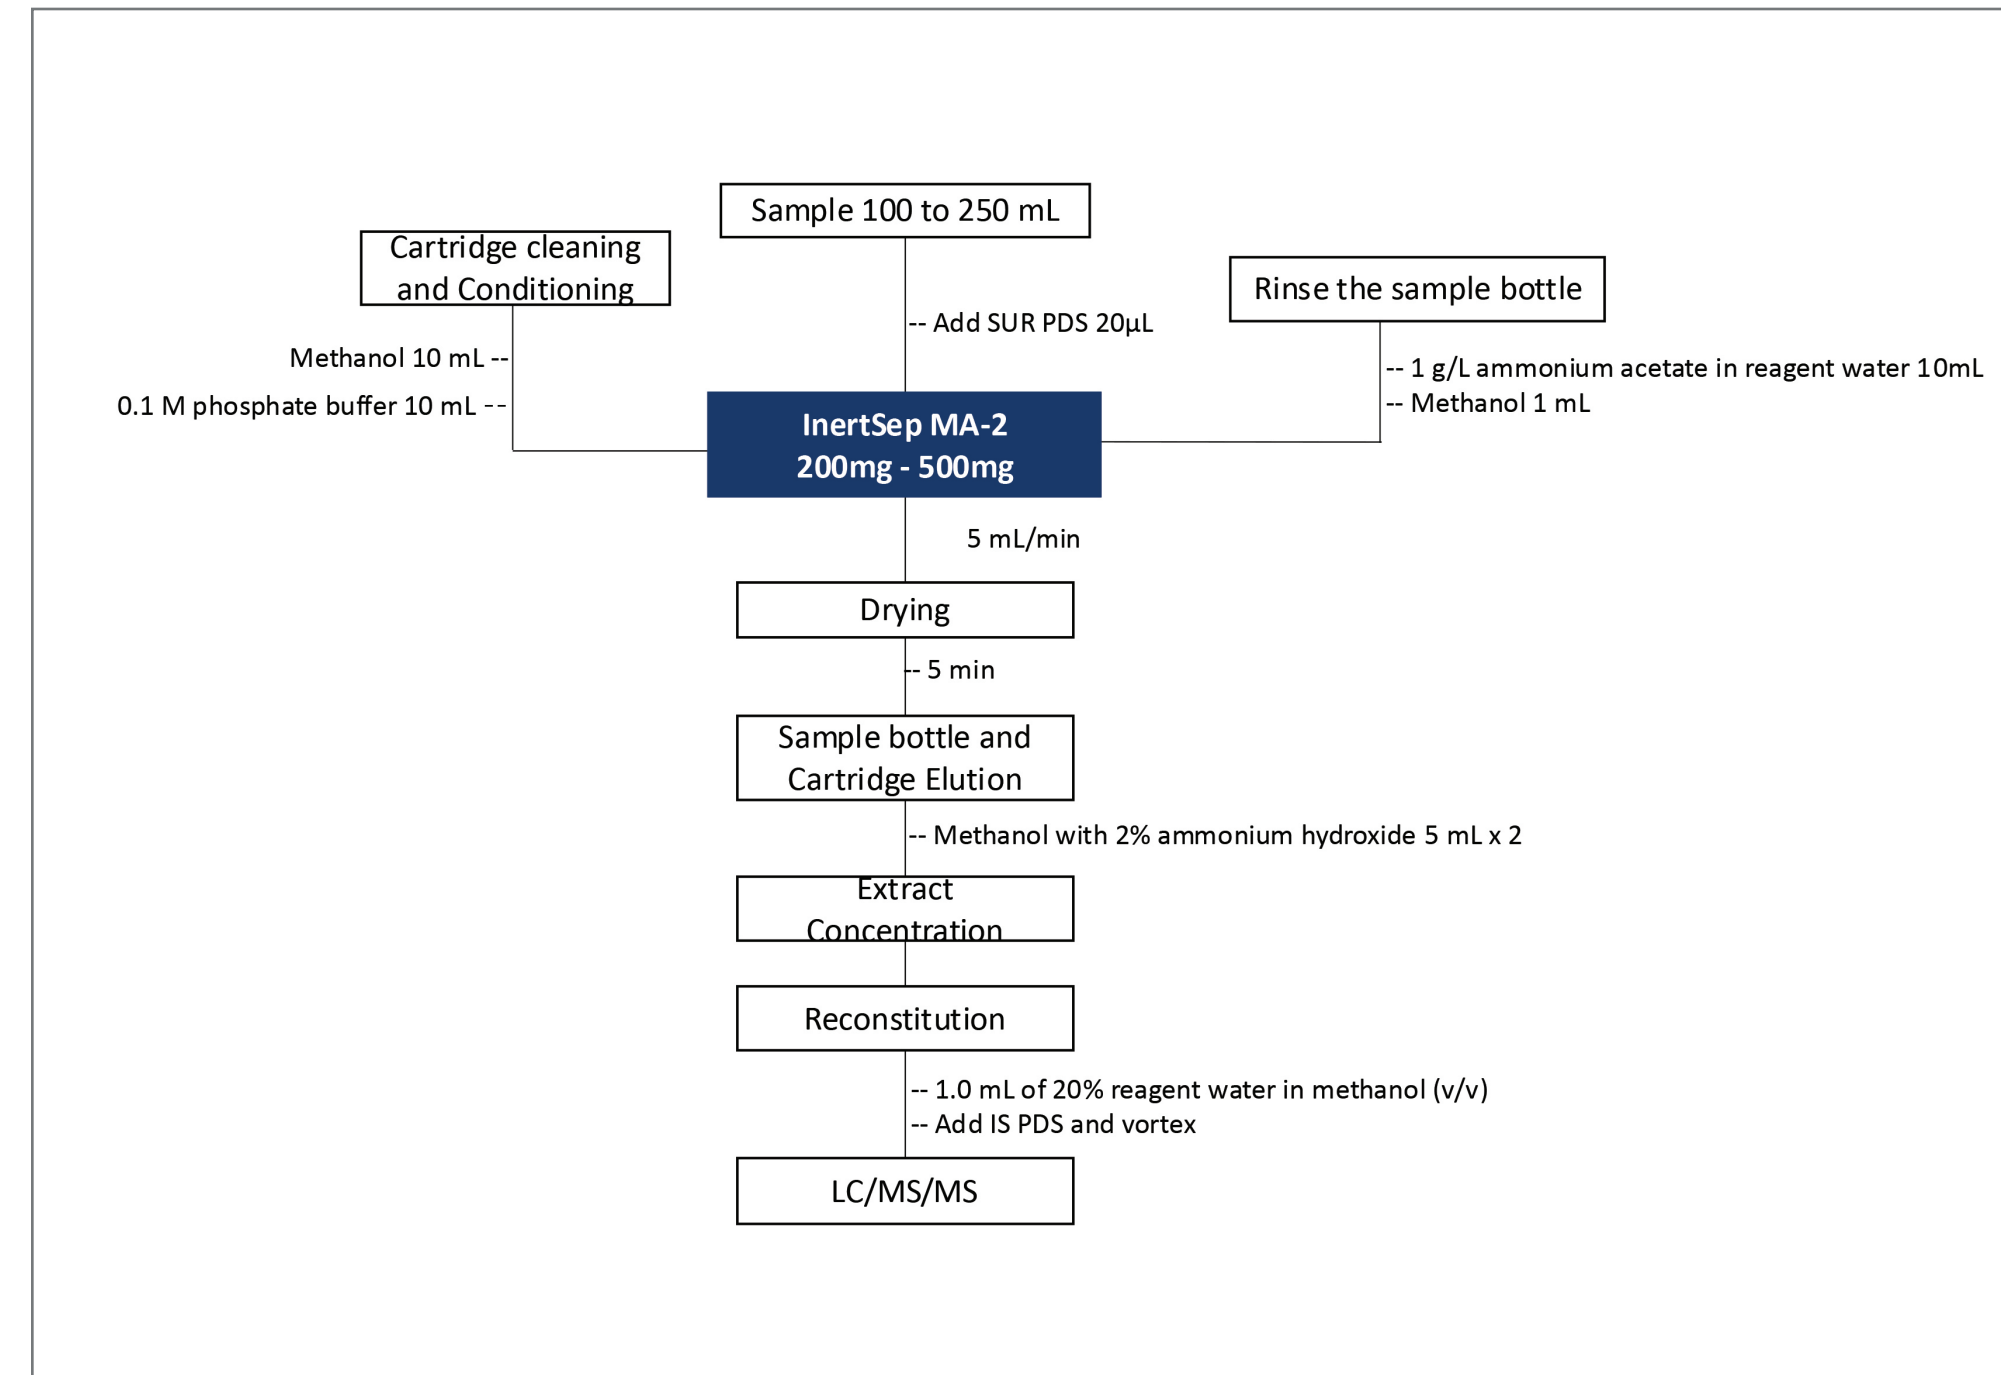 Sample 100 to 250 mL
Cartridge cleaning
and Conditioning
Rinse the sample bottle
-- Add SUR PDS 20µL
Methanol 10 mL --
0.1 M phosphate buffer 10 mL --
-- 1 g/L ammonium acetate in reagent water 10mL
-- Methanol 1 mL
InertSep MA-2
200mg - 500mg
5 mL/min
Drying
-- 5 min
Sample bottle and
Cartridge Elution
-- Methanol with 2% ammonium hydroxide 5 mL x 2
Extract
Concentration
Reconstitution
-- 1.0 mL of 20% reagent water in methanol (v/v)
-- Add IS PDS and vortex
LC/MS/MS